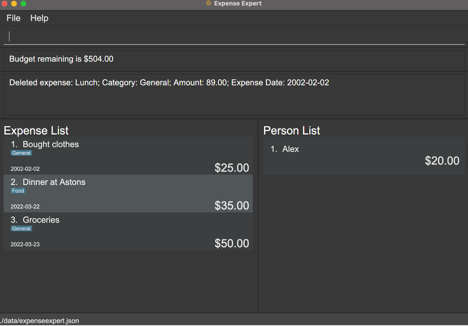 Expense Expert
File Help
Budget remaining is $504.00
Deleted expense: Lunch; Category: General; Amount: 89.00; Expense Date: 2002-02-02
Expense List
1. Bought clothes
General
2002-02-02 $25.00
2. Dinner at Astons
Food
2022-03-22 $35.00
3. Groceries
General
2022-03-23 $50.00
Person List
1. Alex
$20.00
./data/expenseexpert.json